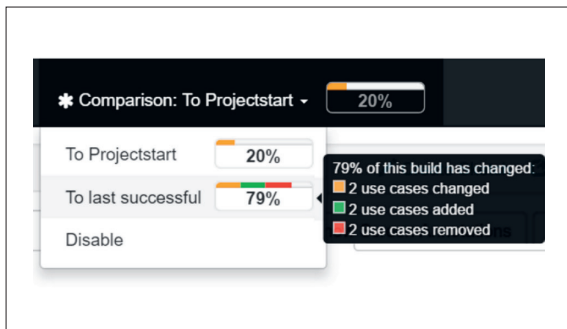 ✱ Comparison: To Projectstart
20%
To Projectstart
20%
To last successful
79%
Disable
79% of this build has changed:
2 use cases changed
2 use cases added
2 use cases removed